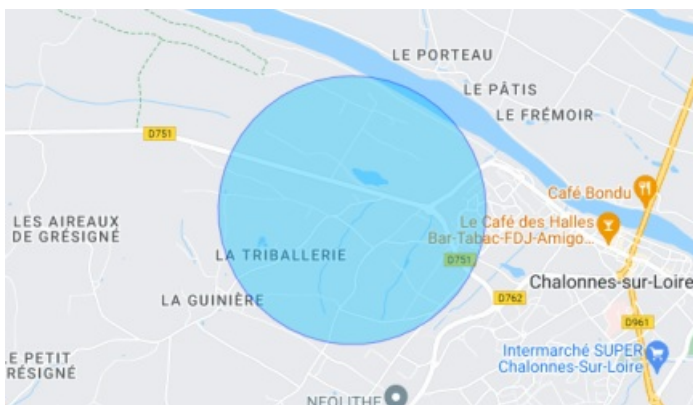 LE PORTEAU
LE PÂTIS
LE FRÉMOIR
D751
Café Bondu
LES AIREAUX
DE GRÉSIGNÉ
Le Café des Halles
Bar-Tabac-FDJ-Amigo...
LA TRIBALLERIE
D751
Chalonnes-sur-Loire
LA GUINIÈRE
D762
D961
Intermarché SUPER
Chalonnes-Sur-Loire
LE PETIT
RÉSIGNÉ
NEOLITHE